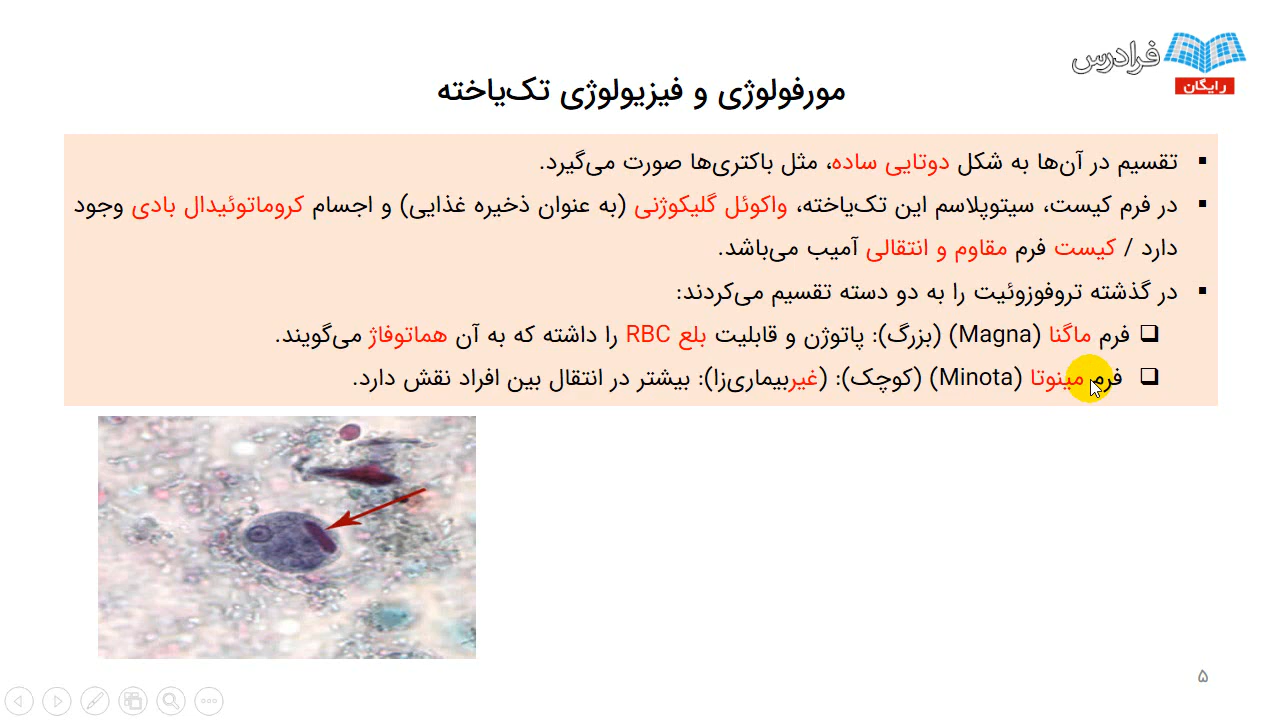 فرادرس
رایگان
مورفولوژی و فیزیولوژی تک‌یاخته
▪ تقسیم در آن‌ها به شکل دوتایی ساده، مثل باکتری‌ها صورت می‌گیرد.
▪ در فرم کیست، سیتوپلاسم این تک‌یاخته، واکوئل گلیکوژنی (به عنوان ذخیره غذایی) و اجسام کروماتوئیدال بادی وجود
دارد / کیست فرم مقاوم و انتقالی آمیب می‌باشد.
▪ در گذشته تروفوزوئیت را به دو دسته تقسیم می‌کردند:
❑ فرم ماگنا (Magna) (بزرگ): پاتوژن و قابلیت بلع RBC را داشته که به آن هماتوفاژ می‌گویند.
❑ فرم مینوتا (Minota) (کوچک): (غیربیماری‌زا): بیشتر در انتقال بین افراد نقش دارد.
۵